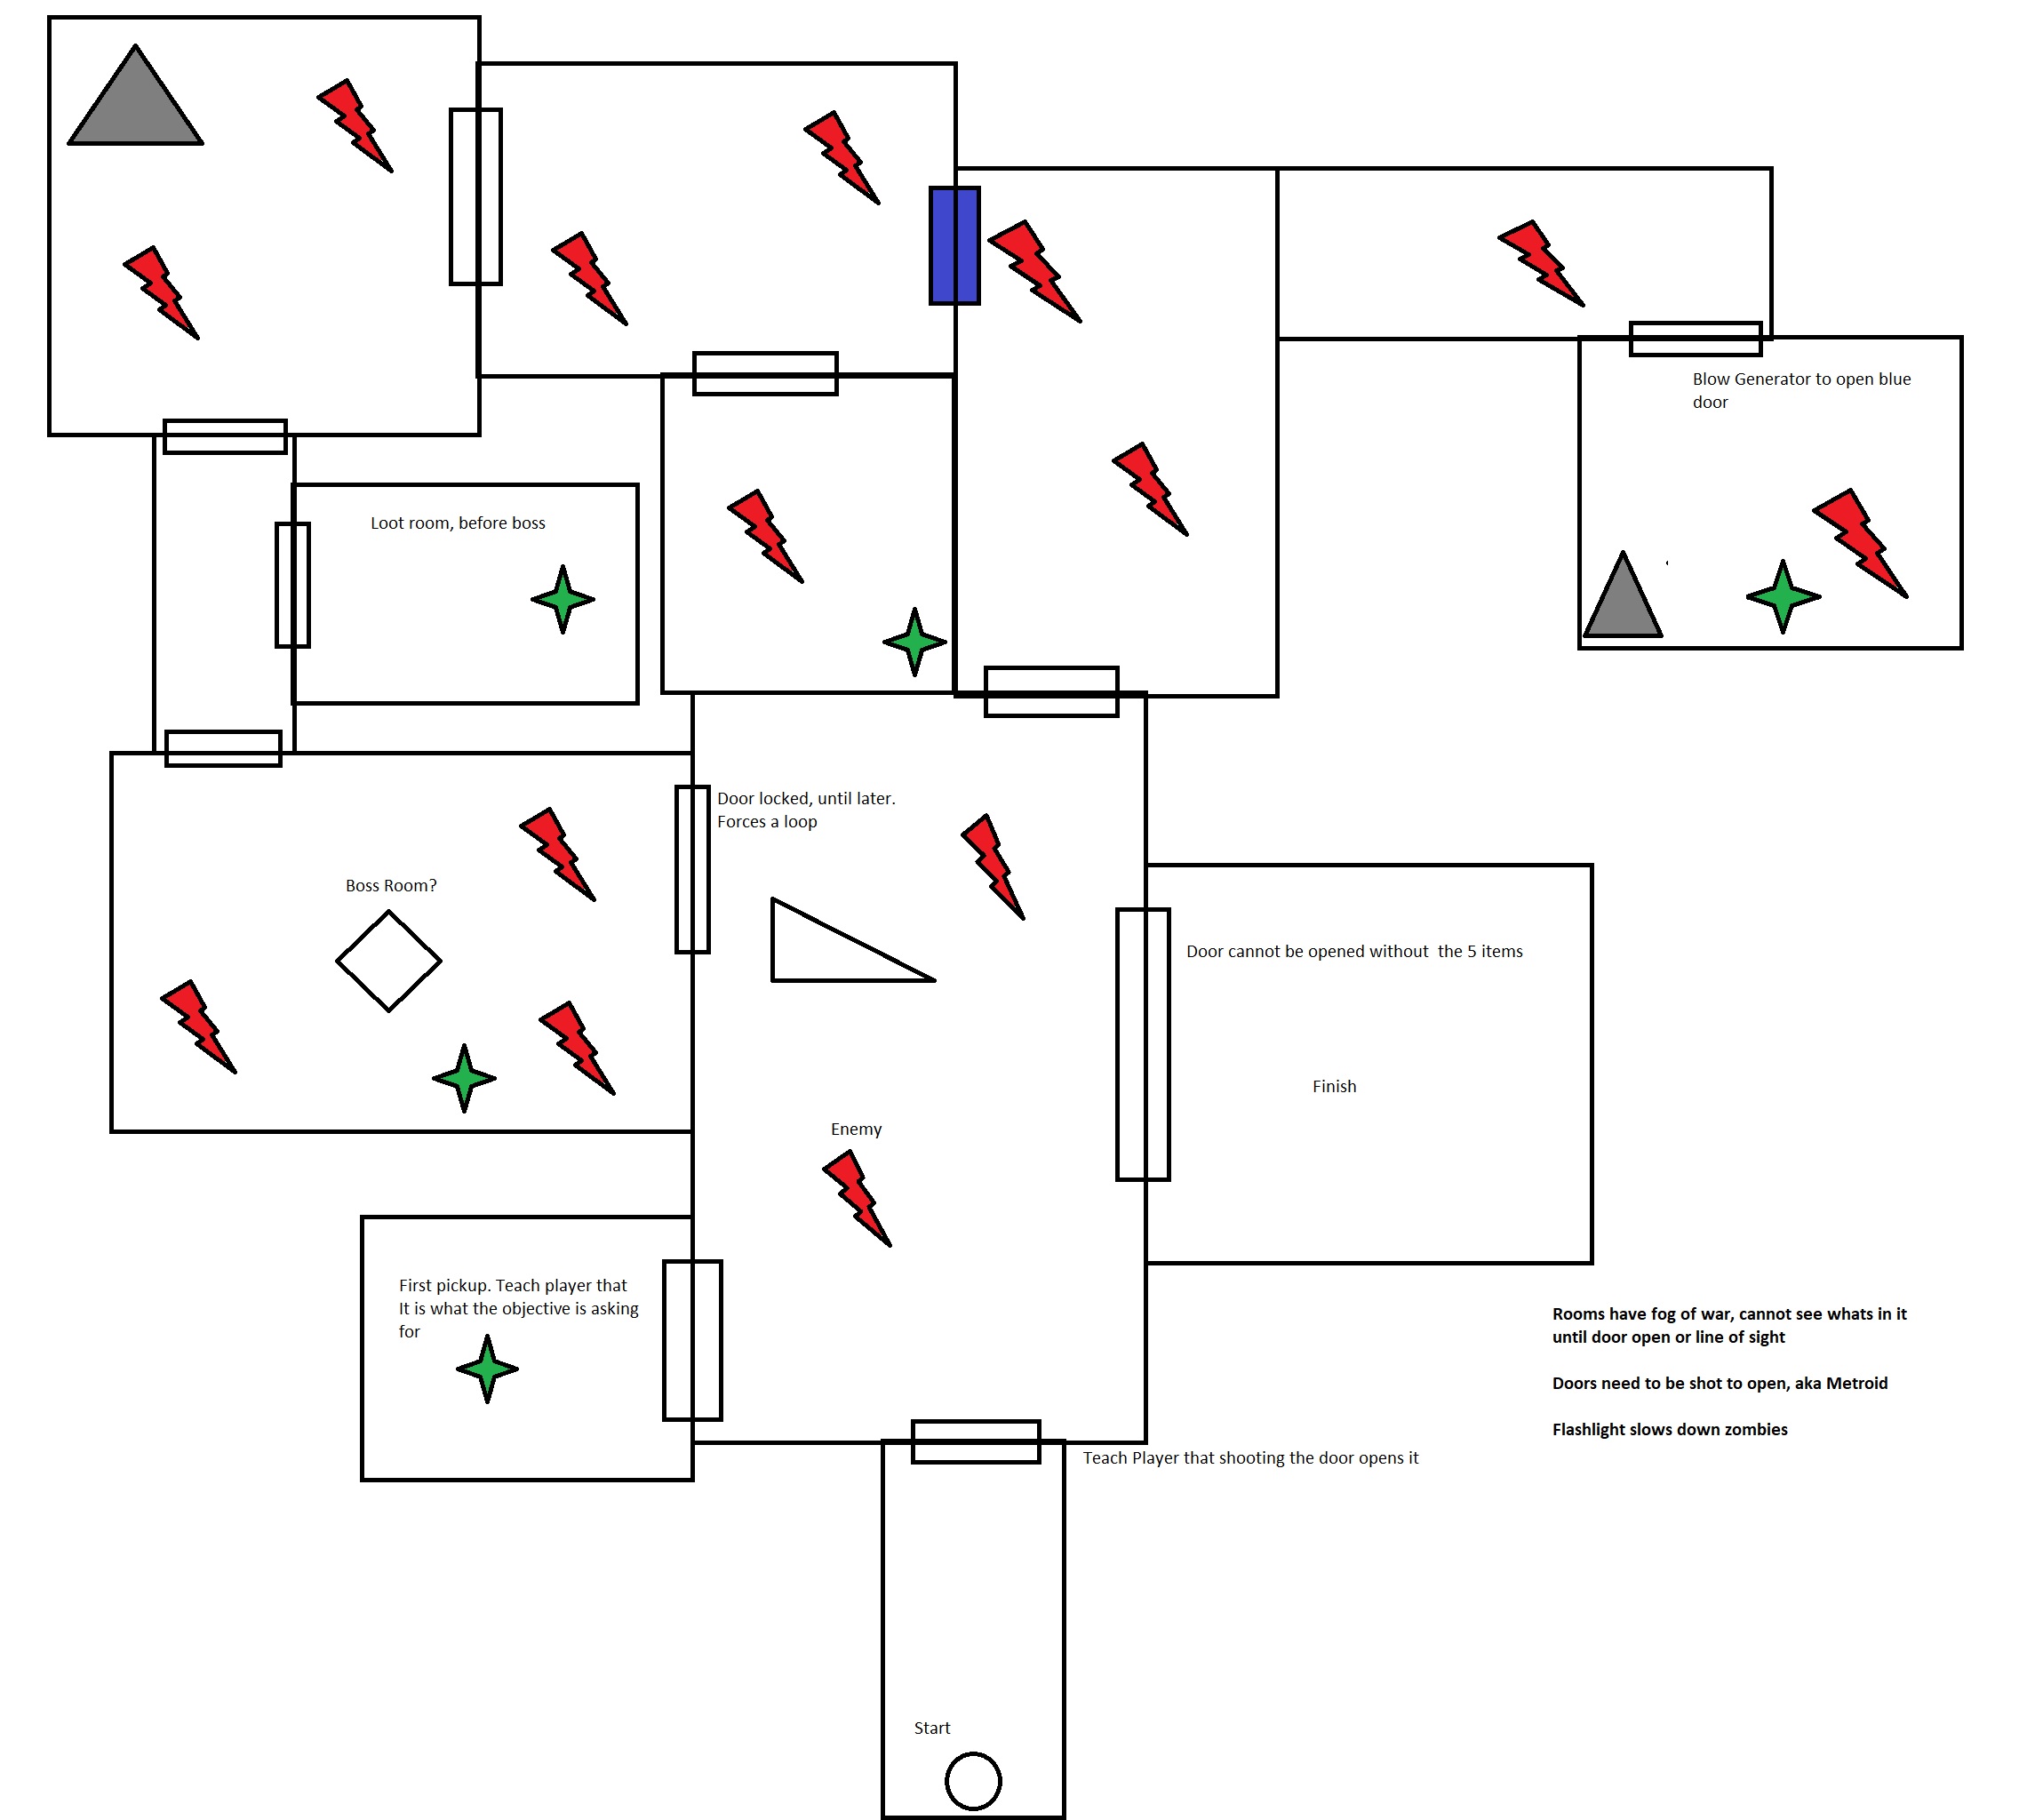 Blow Generator to open blue
door
Loot room, before boss
Door locked, until later.
Forces a loop
Boss Room?
Door cannot be opened without  the 5 items
Finish
Enemy
First pickup. Teach player that
It is what the objective is asking
for
Rooms have fog of war, cannot see whats in it
until door open or line of sight
Doors need to be shot to open, aka Metroid
Flashlight slows down zombies
Teach Player that shooting the door opens it
Start